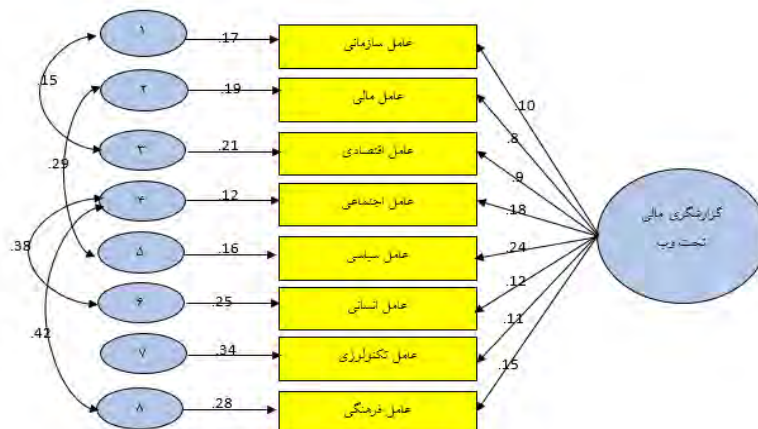 ۱
.17
عامل سازمانی
.10
.15
۲
.19
عامل مالی
.8
۳
.21
عامل اقتصادی
.9
.29
۴
.12
عامل اجتماعی
.18
گزارشگری مالی
تحت وب
.38
۵
.16
عامل سیاسی
.24
۶
.25
عامل انسانی
.12
.42
۷
.34
عامل تکنولوژی
.11
۸
.28
عامل فرهنگی
.15